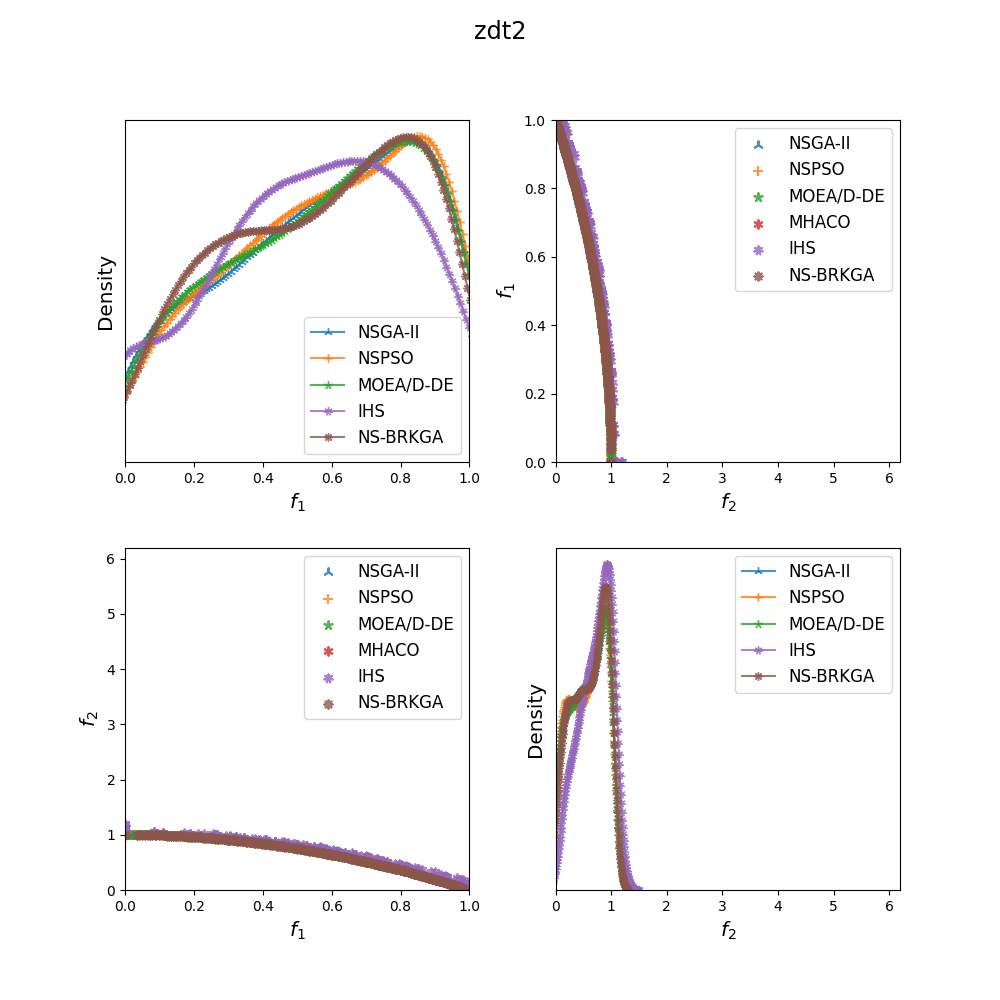 zdt2
Density
NSGA-II
NSPSO
MOEA/D-DE
IHS
NS-BRKGA
0.0 0.2 0.4 0.6 0.8 1.0
f1
f1
1.0
0.8
0.6
0.4
0.2
0.0
NSGA-II
NSPSO
MOEA/D-DE
MHACO
IHS
NS-BRKGA
0 1 2 3 4 5 6
f2
f2
6
5
4
3
2
1
0
NSGA-II
NSPSO
MOEA/D-DE
MHACO
IHS
NS-BRKGA
0.0 0.2 0.4 0.6 0.8 1.0
f1
Density
NSGA-II
NSPSO
MOEA/D-DE
IHS
NS-BRKGA
0 1 2 3 4 5 6
f2